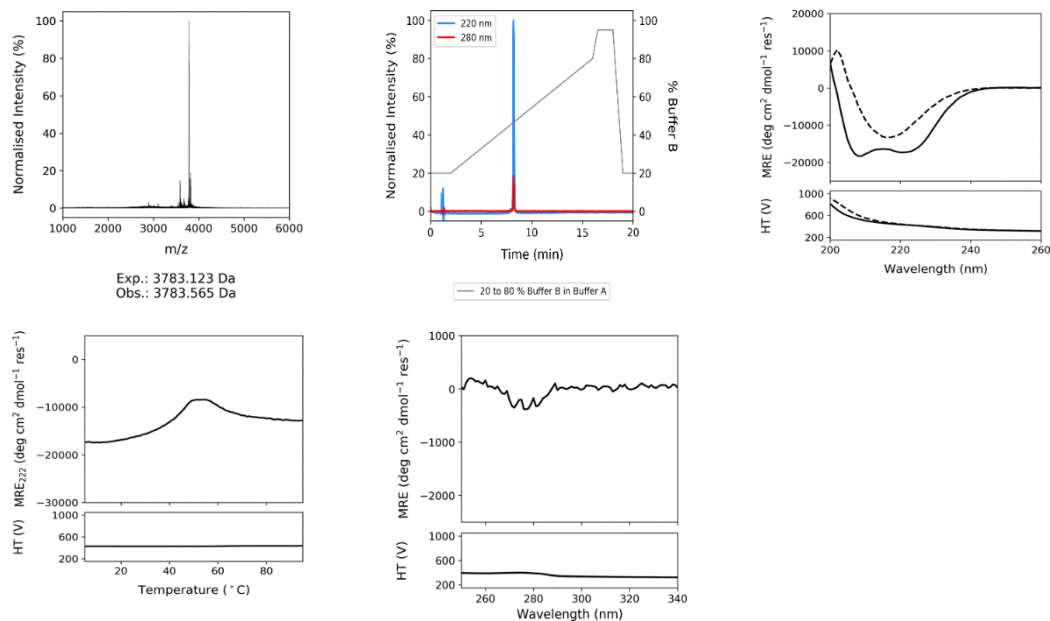 Normalised Intensity (%)
100
80
60
40
20
0
1000 2000 3000 4000 5000 6000
m/z
Exp.: 3783.123 Da
Obs.: 3783.565 Da
220 nm
280 nm
Normalised Intensity (%)
100
80
60
40
20
0
% Buffer B
100
80
60
40
20
0
0 5 10 15 20
Time (min)
20 to 80 % Buffer B in Buffer A
MRE (deg cm² dmol⁻¹ res⁻¹)
20000
10000
0
−10000
−20000
HT (V)
1000
600
200
200 220 240 260
Wavelength (nm)
MRE₂₂₂ (deg cm² dmol⁻¹ res⁻¹)
0
−10000
−20000
−30000
HT (V)
1000
600
200
20 40 60 80
Temperature (°C)
MRE (deg cm² dmol⁻¹ res⁻¹)
1000
0
−1000
−2000
HT (V)
1000
600
200
260 280 300 320 340
Wavelength (nm)